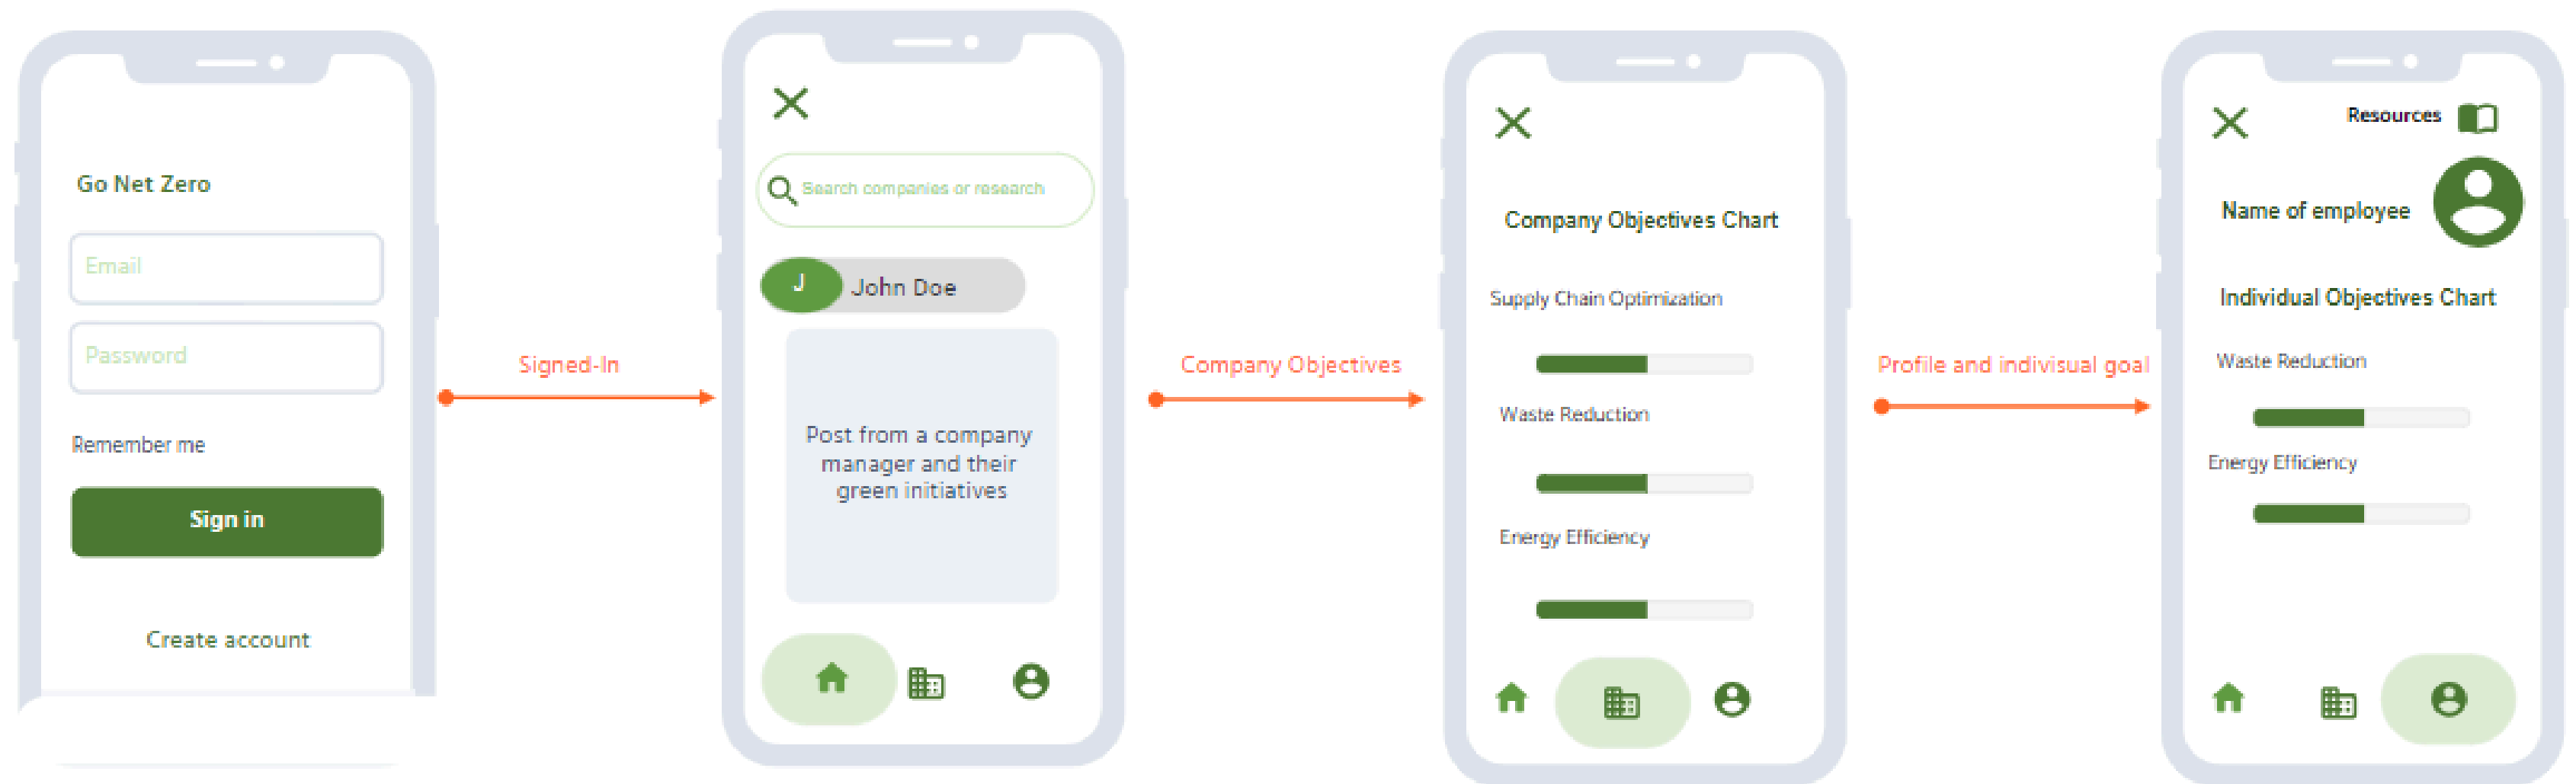 Go Net Zero
Email
Password
Remember me
Sign in
Create account
Signed-In
Search companies or research
J
John Doe
Post from a company
manager and their
green initiatives
Company Objectives
Company Objectives Chart
Supply Chain Optimization
Waste Reduction
Energy Efficiency
Profile and indivisual goal
Resources
Name of employee
Individual Objectives Chart
Waste Reduction
Energy Efficiency